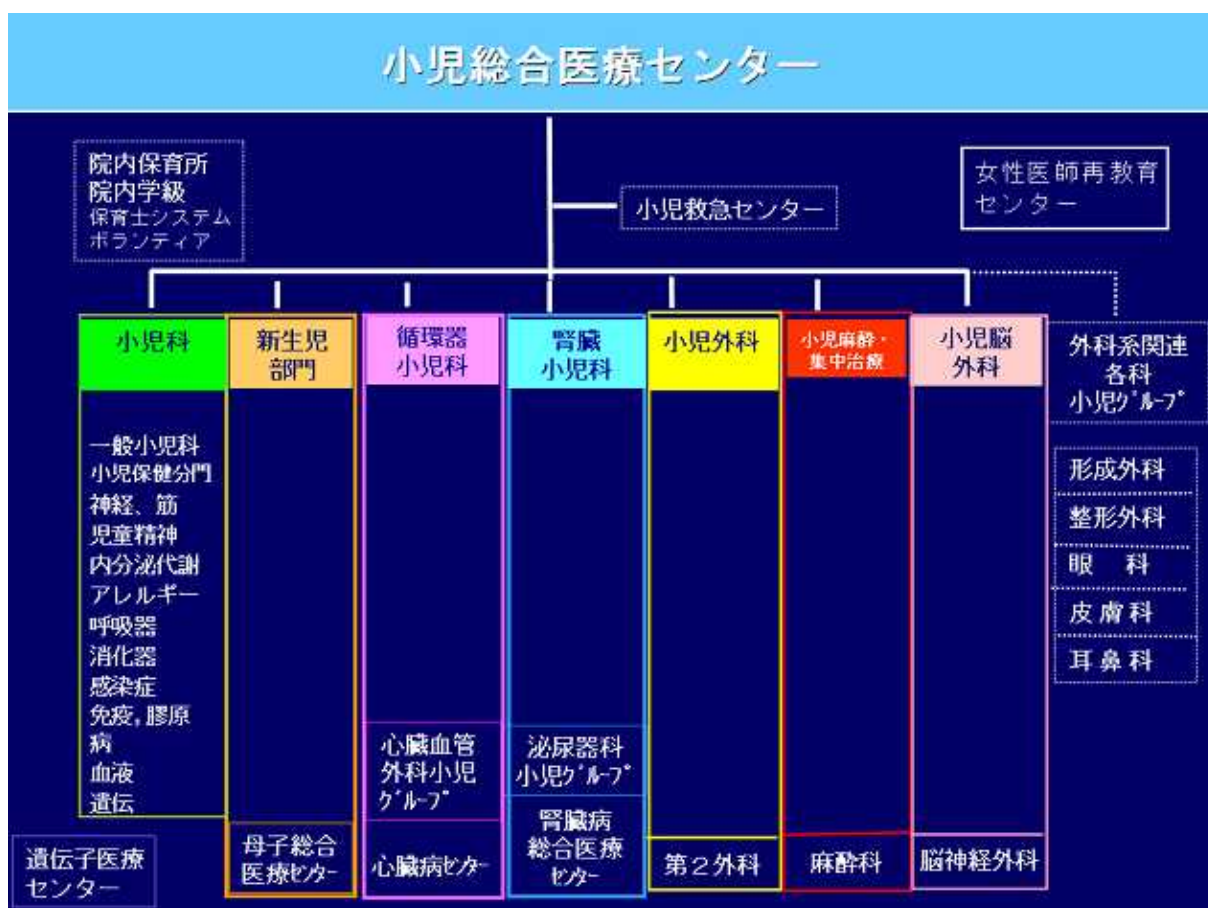 小児総合医療センター
院内保育所
院内学級
保育士システム
ボランティア
小児救急センター
女性医師再教育
センター
小児科
新生児
部門
循環器
小児科
腎臓
小児科
小児外科
小児麻酔・
集中治療
小児脳
外科
外科系関連
各科
小児ｸﾞﾙｰﾌﾟ
一般小児科
小児保健分門
神経、筋
児童精神
内分泌代謝
アレルギー
呼吸器
消化器
感染症
免疫，膠原
病
血液
遺伝
形成外科
整形外科
眼　科
皮膚科
耳鼻科
心臓血管
外科小児
ｸﾞﾙｰﾌﾟ
泌尿器科
小児ｸﾞﾙｰﾌﾟ
遺伝子医療
センター
母子総合
医療ｾﾝﾀｰ
心臓病ｾﾝﾀｰ
腎臓病
総合医療
ｾﾝﾀｰ
第２外科
麻酔科
脳神経外科